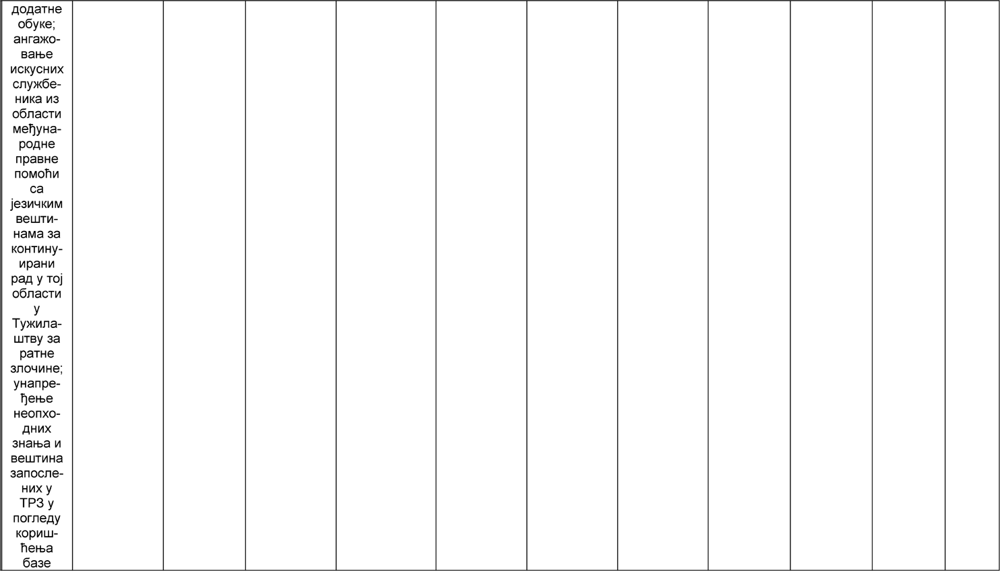 додатне
обуке;
ангажо-
вање
искусних
службе-
ника из
области
међуна-
родне
правне
помоћи
са
језичким
вешти-
нама за
контину-
ирани
рад у тој
области
у
Тужила-
штву за
ратне
злочине;
унапре-
ђење
неопхо-
дних
знања и
вештина
запосле-
них у
ТРЗ у
погледу
кориш-
ћења
базе